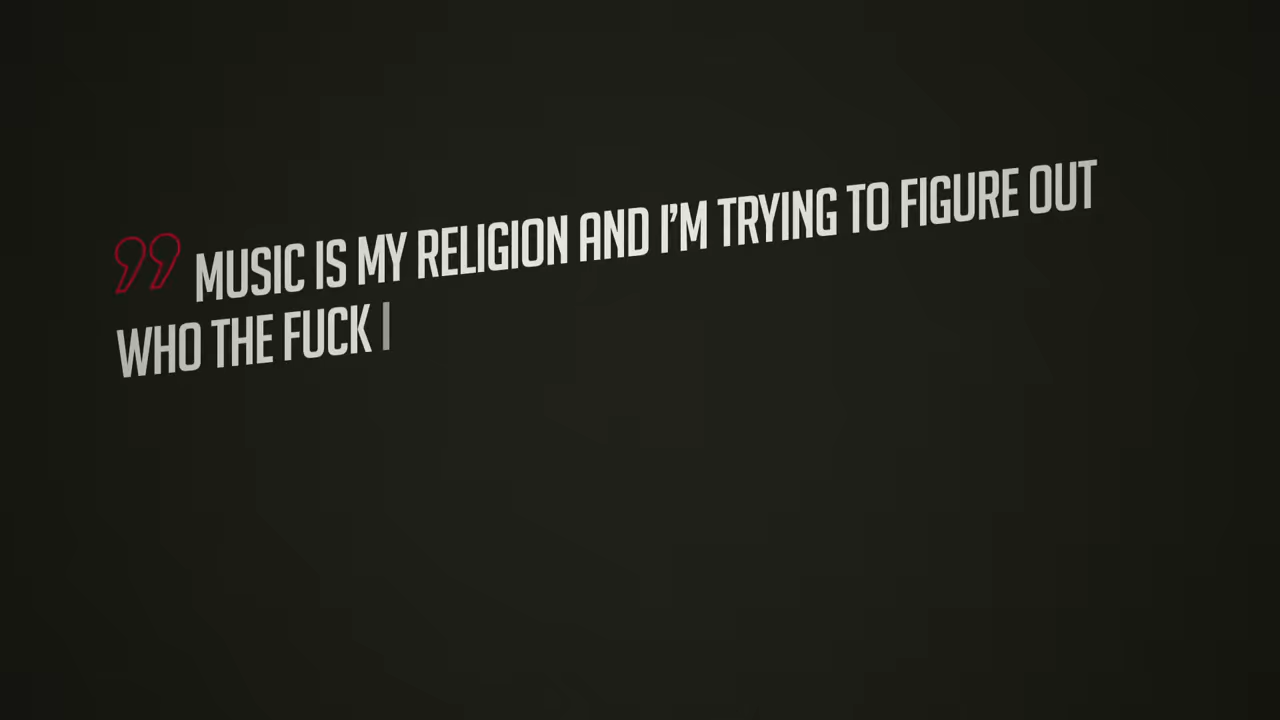 ” MUSIC IS MY RELIGION AND I’M TRYING TO FIGURE OUT
WHO THE FUCK I